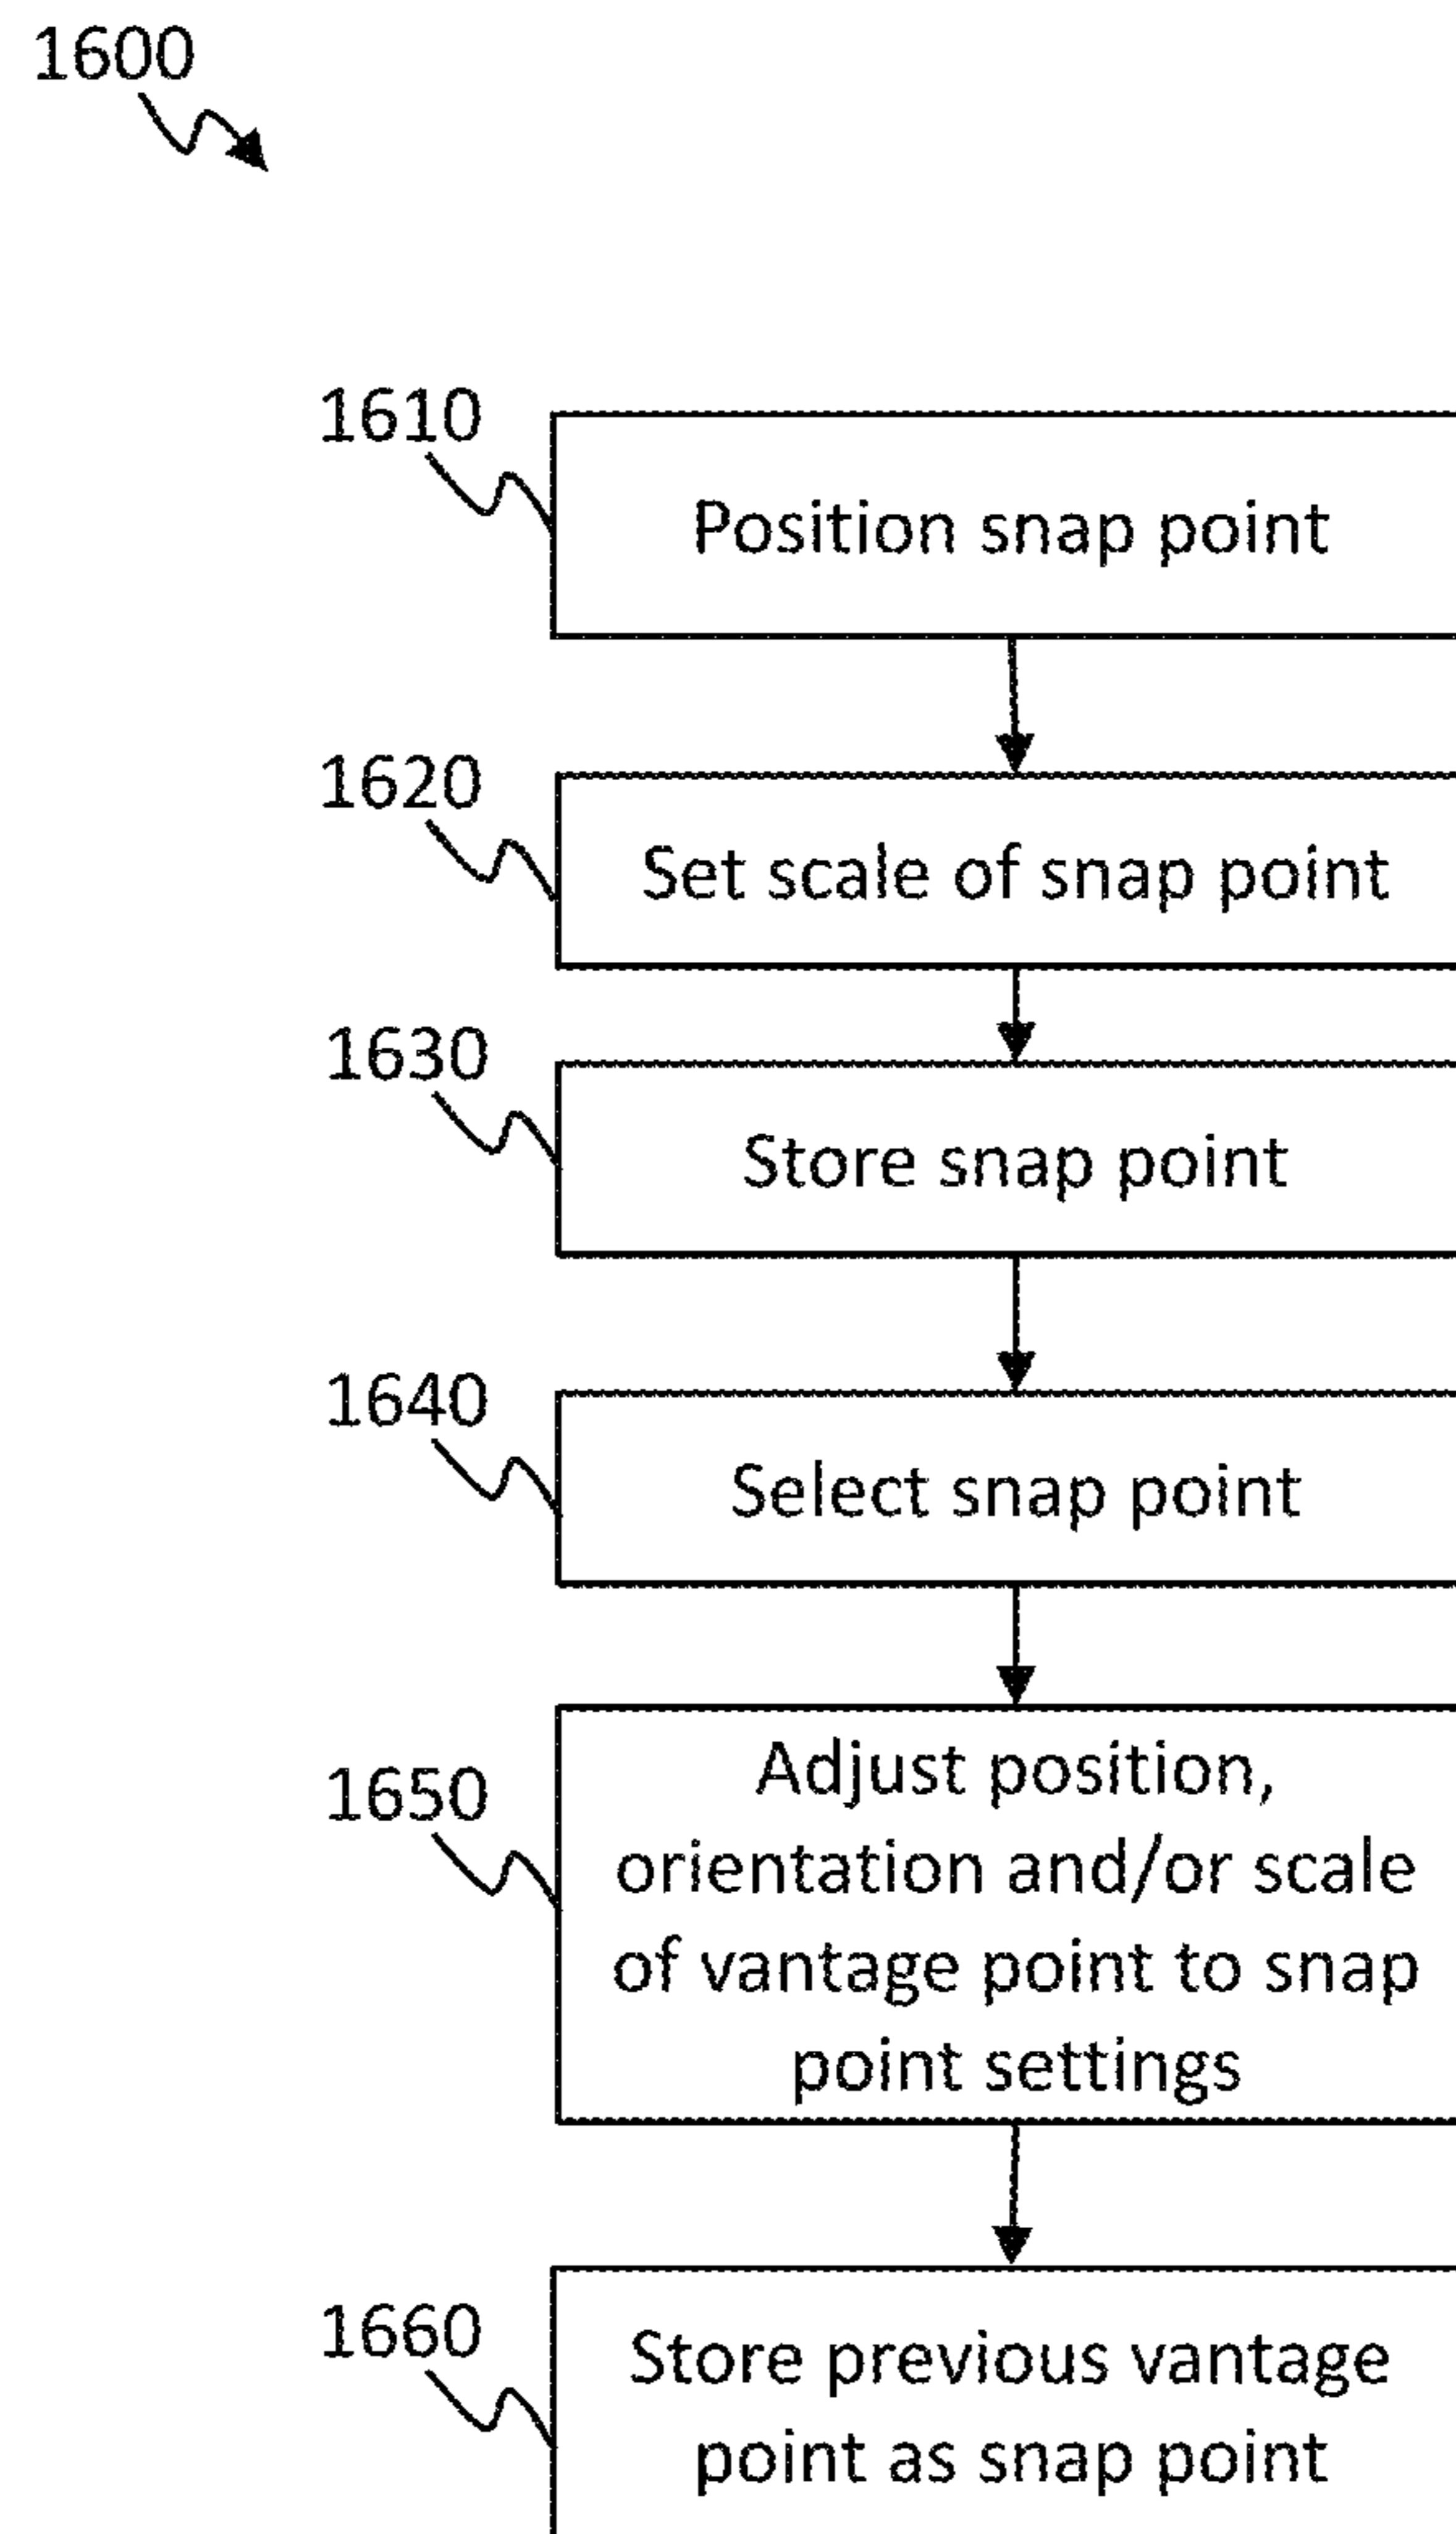 1600
1610
Position snap point
1620
Set scale of snap point
1630
Store snap point
1640
Select snap point
1650
Adjust position,
orientation and/or scale
of vantage point to snap
point settings
1660
Store previous vantage
point as snap point